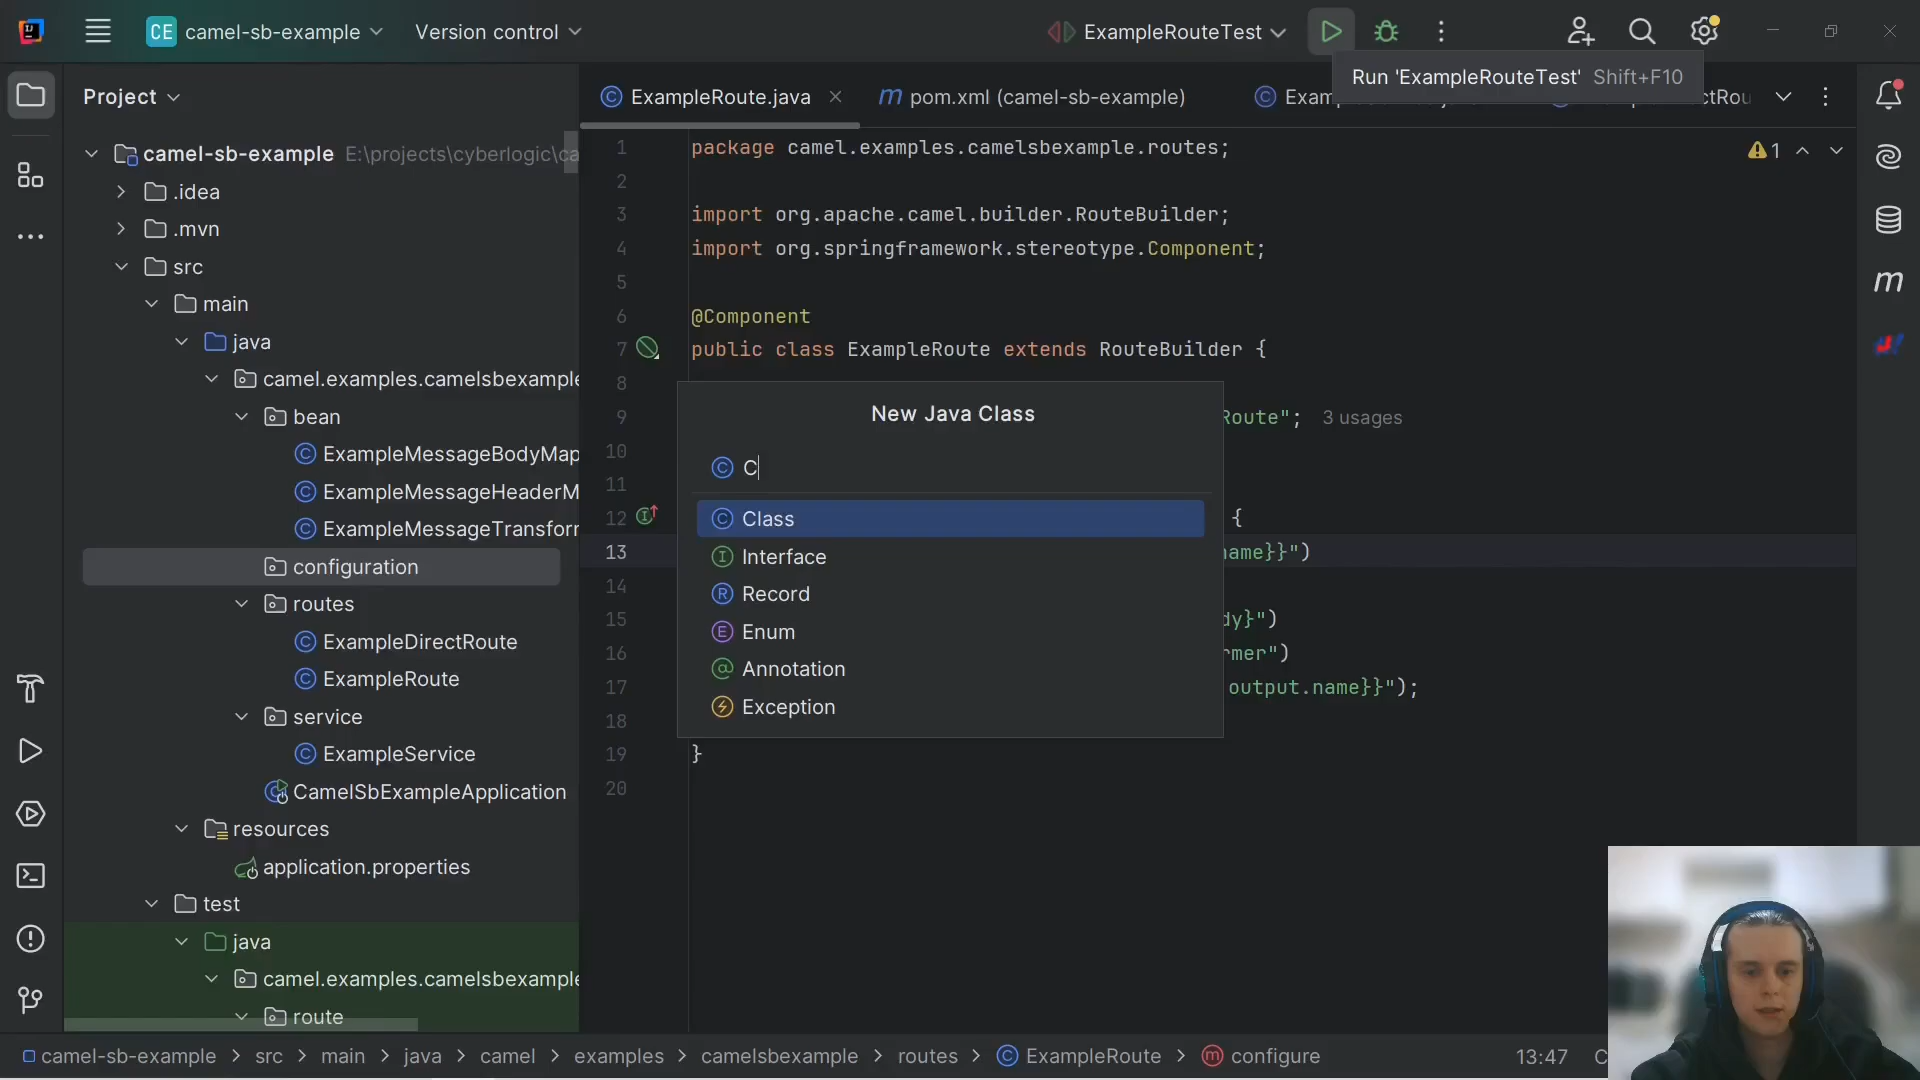 CE camel-sb-example
Version control
ExampleRouteTest
Run 'ExampleRouteTest' Shift+F10
Project
ExampleRoute.java
m pom.xml (camel-sb-example)
camel-sb-example E:\projects\cyberlogic\ca
.idea
.mvn
src
main
java
camel.examples.camelsbexample
bean
ExampleMessageBodyMap
ExampleMessageHeaderM
ExampleMessageTransfor
configuration
routes
ExampleDirectRoute
ExampleRoute
service
ExampleService
CamelSbExampleApplication
resources
application.properties
test
java
camel.examples.camelsbexample
route
1 package camel.examples.camelsbexample.routes;
2
3 import org.apache.camel.builder.RouteBuilder;
4 import org.springframework.stereotype.Component;
5
6 @Component
7 public class ExampleRoute extends RouteBuilder {
8
9 Route"; 3 usages
10
11
12 {
13 name}}")
14
15 dy}")
16 rmer")
17 output.name}}");
18
19 }
20
1
New Java Class
C
Class
Interface
Record
Enum
Annotation
Exception
camel-sb-example > src > main > java > camel > examples > camelsbexample > routes > ExampleRoute > configure
13:47